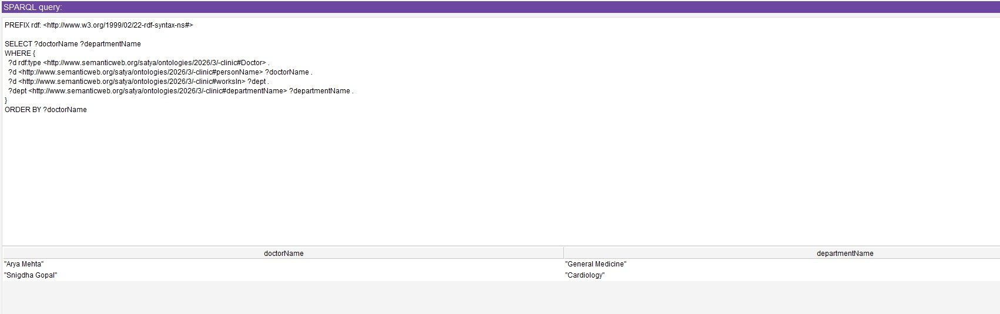 SPARQL query:
PREFIX rdf: <http://www.w3.org/1999/02/22-rdf-syntax-ns#>
SELECT ?doctorName ?departmentName
WHERE {
?d rdf:type <http://www.semanticweb.org/satya/ontologies/2026/3/-clinic#Doctor> .
?d <http://www.semanticweb.org/satya/ontologies/2026/3/-clinic#personName> ?doctorName .
?d <http://www.semanticweb.org/satya/ontologies/2026/3/-clinic#worksIn> ?dept .
?dept <http://www.semanticweb.org/satya/ontologies/2026/3/-clinic#departmentName> ?departmentName .
}
ORDER BY ?doctorName
doctorName departmentName
"Arya Mehta" "General Medicine"
"Snigdha Gopal" "Cardiology"